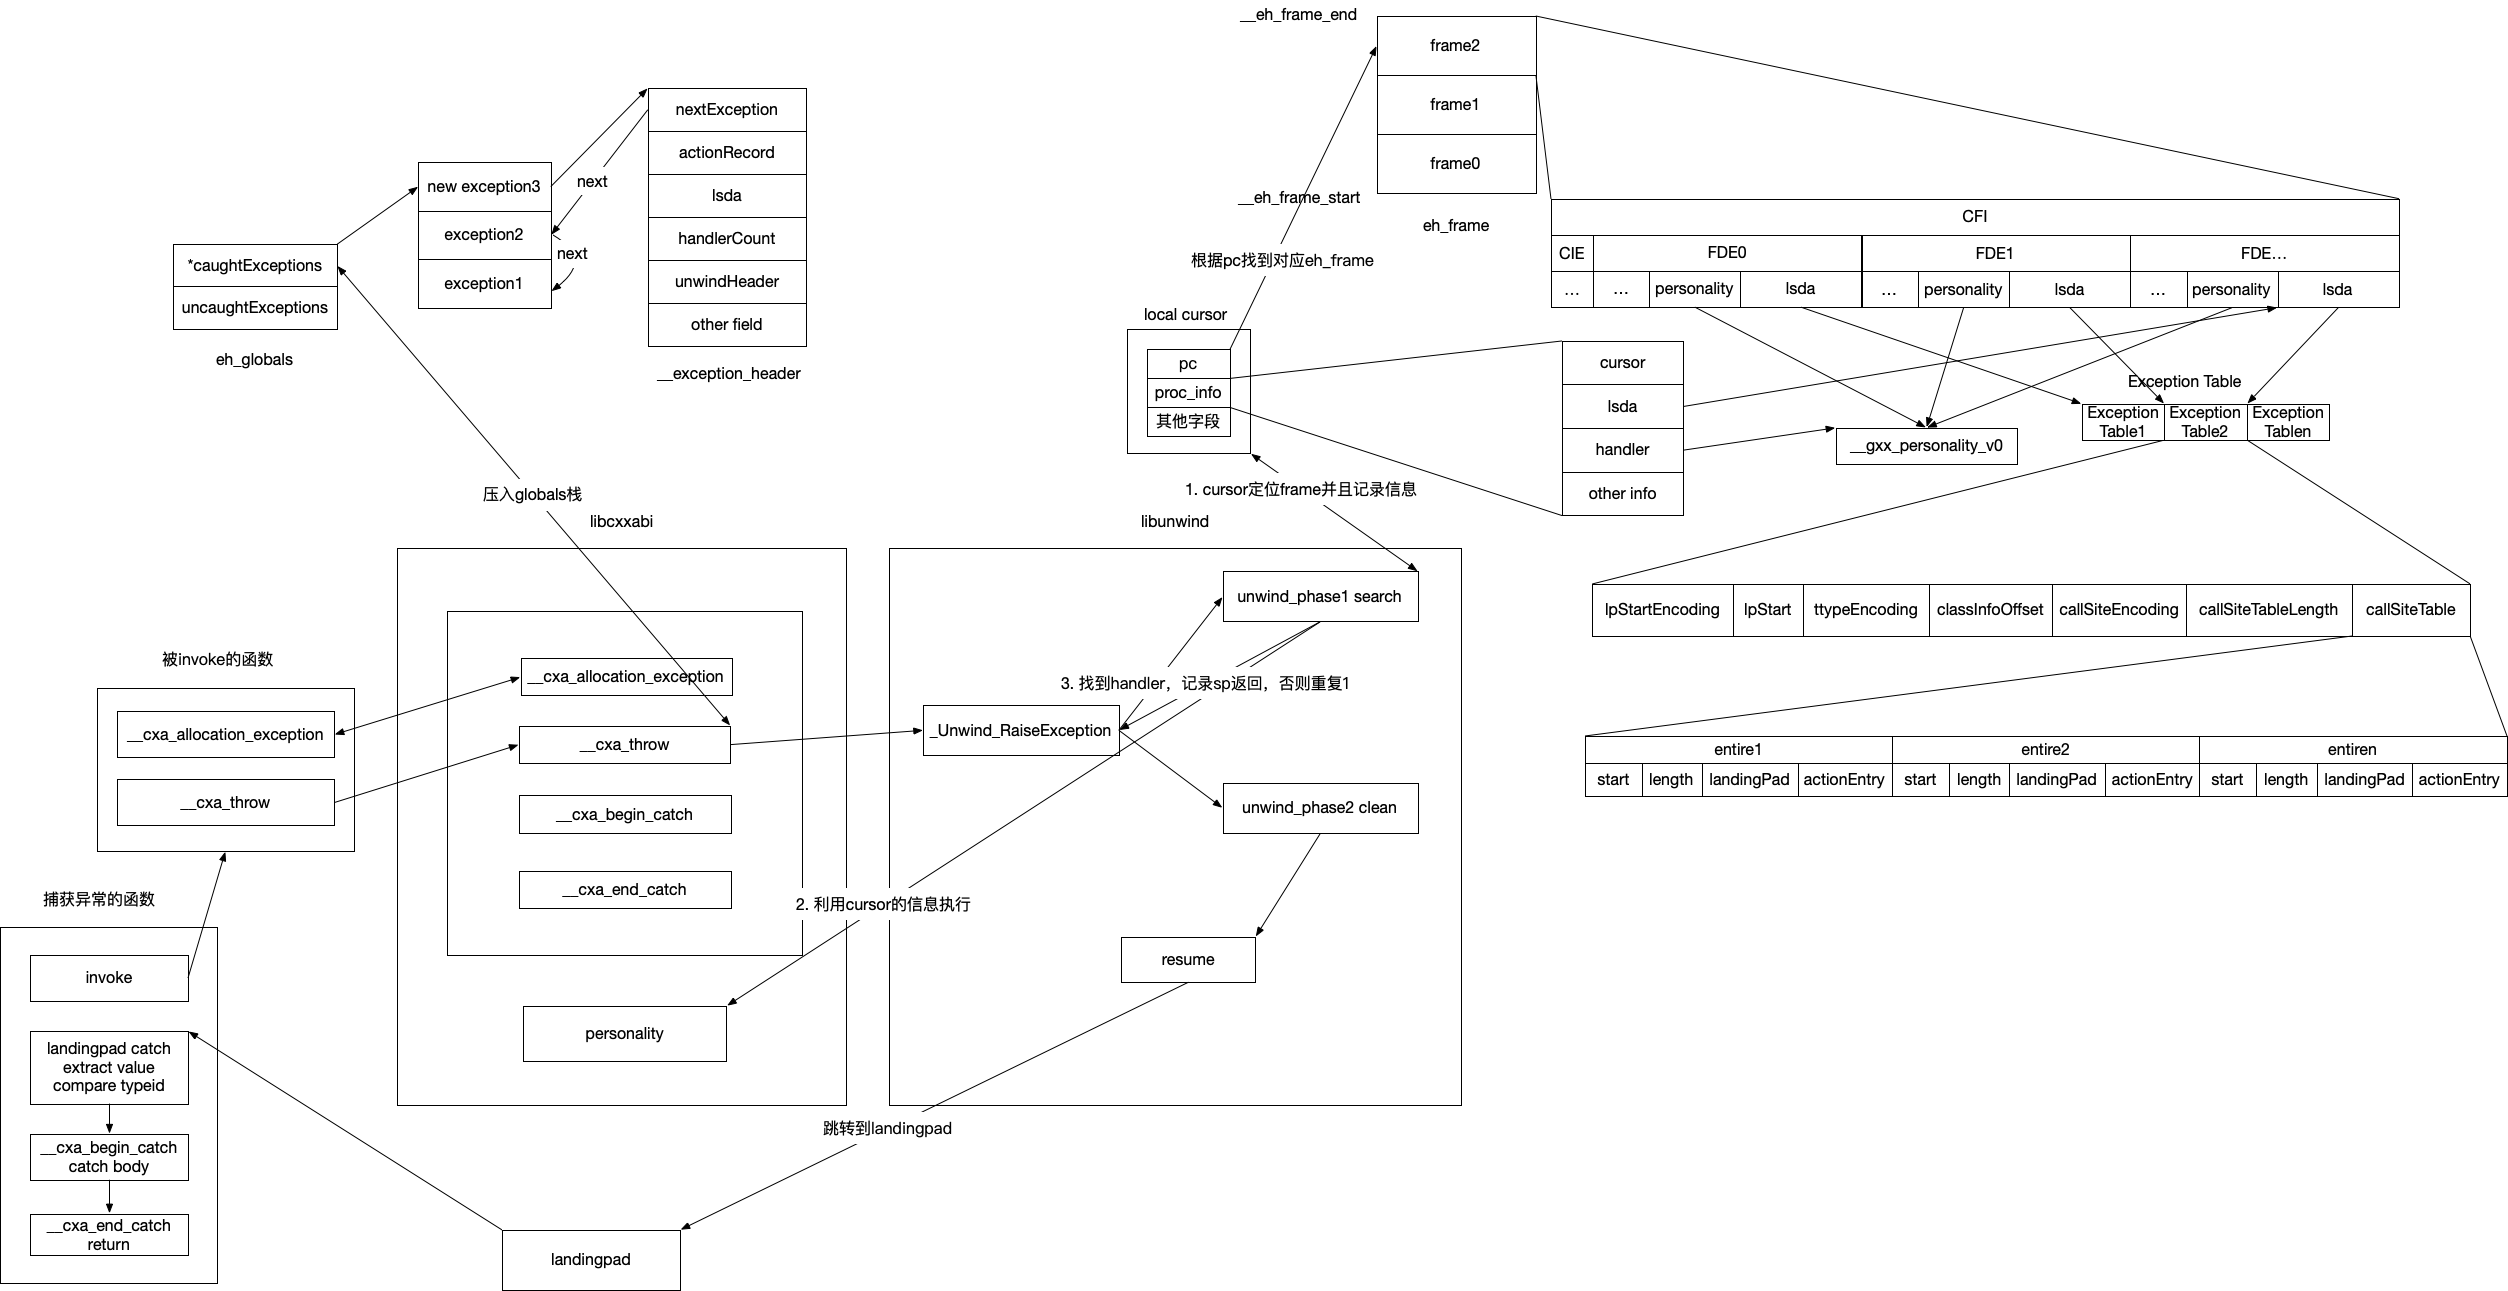 __eh_frame_end
frame2
frame1
frame0
__eh_frame_start
eh_frame
nextException
actionRecord
lsda
handlerCount
unwindHeader
other field
__exception_header
new exception3
exception2
exception1
next
next
*caughtExceptions
uncaughtExceptions
eh_globals
CFI
CIE
FDE0
FDE1
FDE...
...
...
personality
lsda
...
personality
lsda
...
personality
lsda
根据pc找到对应eh_frame
local cursor
pc
proc_info
其他字段
cursor
lsda
handler
other info
__gxx_personality_v0
Exception Table
Exception
Table1
Exception
Table2
Exception
Tablen
1. cursor定位frame并且记录信息
压入globals栈
libcxxabi
libunwind
lpStartEncoding
lpStart
ttypeEncoding
classInfoOffset
callSiteEncoding
callSiteTableLength
callSiteTable
entire1
entire2
entiren
start
length
landingPad
actionEntry
start
length
landingPad
actionEntry
start
length
landingPad
actionEntry
unwind_phase1 search
3. 找到handler，记录sp返回，否则重复1
_Unwind_RaiseException
unwind_phase2 clean
resume
__cxa_allocation_exception
__cxa_throw
__cxa_begin_catch
__cxa_end_catch
2. 利用cursor的信息执行
personality
被invoke的函数
__cxa_allocation_exception
__cxa_throw
捕获异常的函数
invoke
landingpad catch
extract value
compare typeid
__cxa_begin_catch
catch body
__cxa_end_catch
return
跳转到landingpad
landingpad